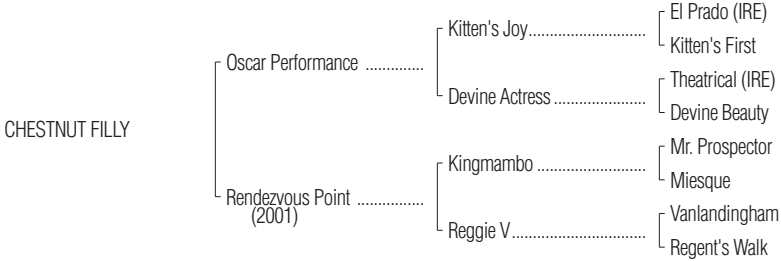 El Prado (IRE)
Kitten's Joy..........................
Kitten's First
Oscar Performance ..............
Theatrical (IRE)
Devine Actress ......................
Devine Beauty
CHESTNUT FILLY
Mr. Prospector
Kingmambo ..........................
Miesque
Rendezvous Point ................
(2001)
Vanlandingham
Reggie V................................
Regent's Walk